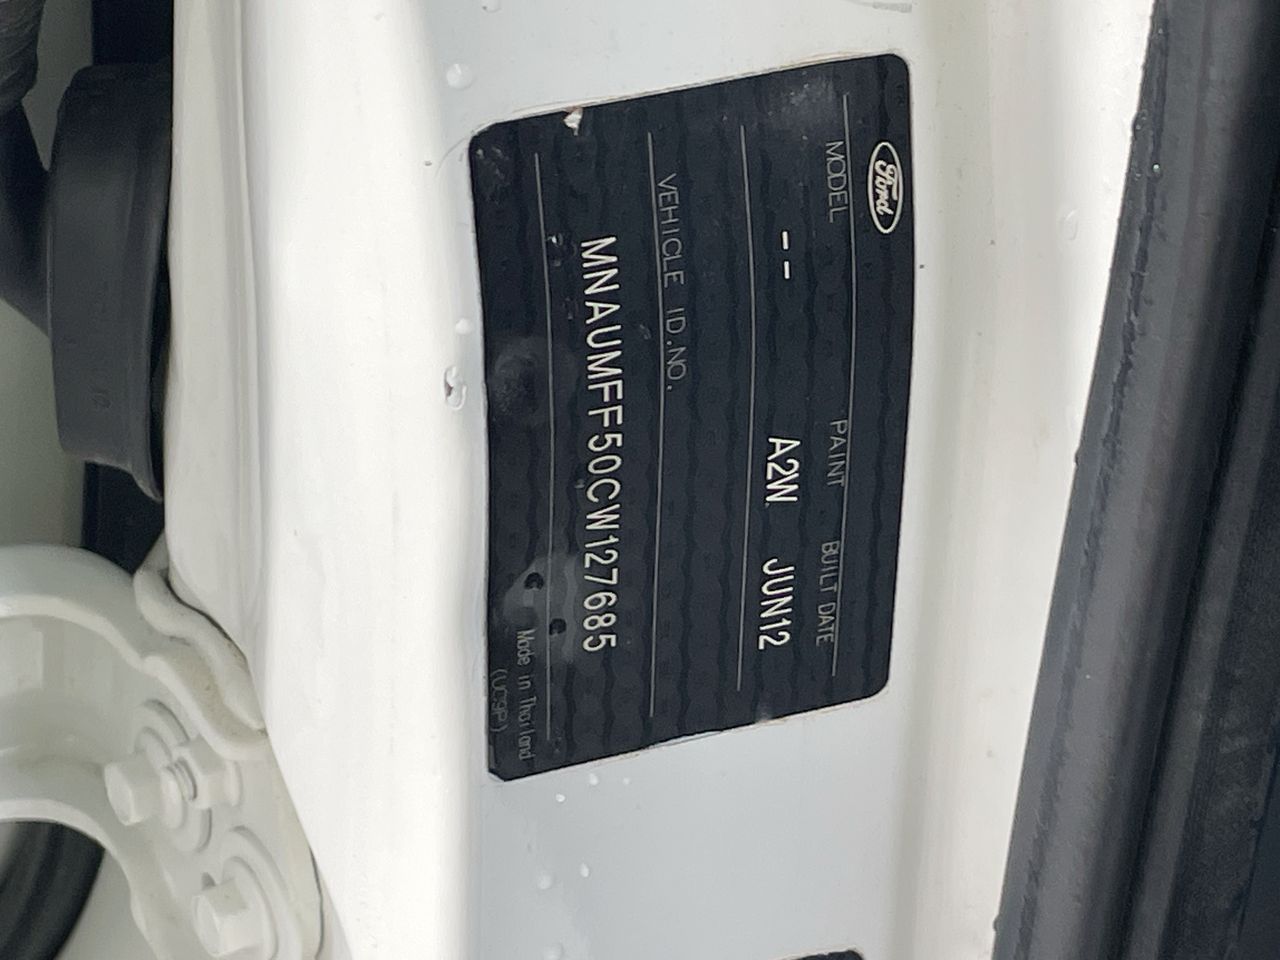 Ford
MODEL PAINT BUILT DATE
-- A2W JUN12
VEHICLE ID.NO.
MNAUMFF50CW127685
Made in Thailand
(UC9P)